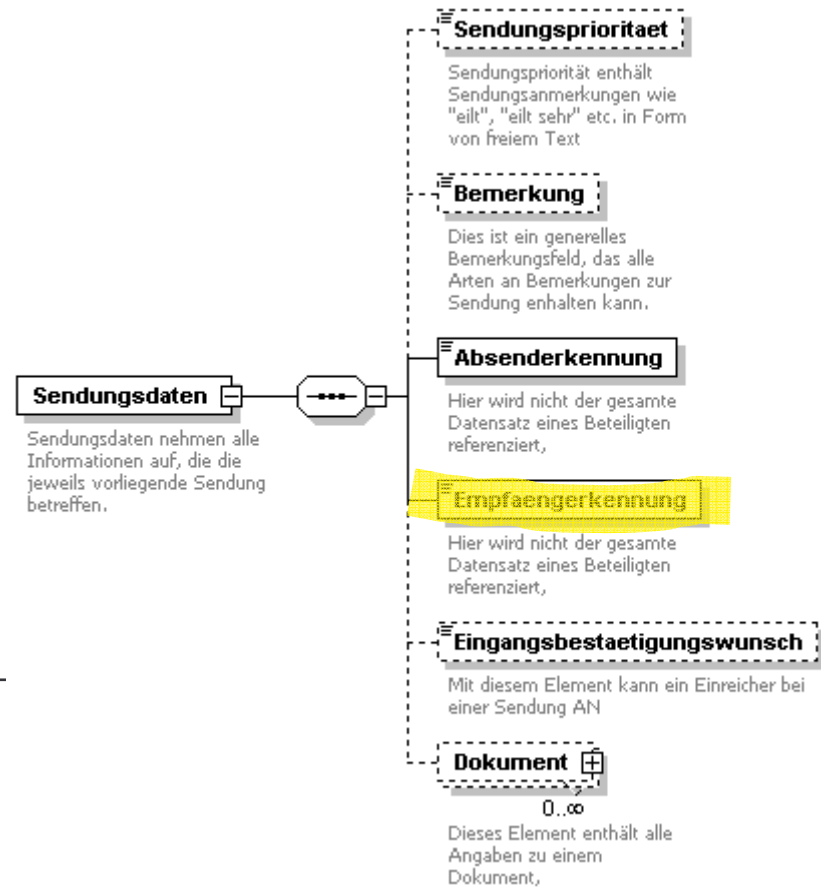 Sendungsprioritaet
Sendungspriorität enthält
Sendungsanmerkungen wie
"eilt", "eilt sehr" etc. in Form
von freiem Text
Bemerkung
Dies ist ein generelles
Bemerkungsfeld, das alle
Arten an Bemerkungen zur
Sendung enhalten kann.
Absenderkennung
Hier wird nicht der gesamte
Datensatz eines Beteiligten
referenziert,
Sendungsdaten
Sendungsdaten nehmen alle
Informationen auf, die die
jeweils vorliegende Sendung
betreffen.
Empfaengerkennung
Hier wird nicht der gesamte
Datensatz eines Beteiligten
referenziert,
Eingangsbestaetigungswunsch
Mit diesem Element kann ein Einreicher bei
einer Sendung AN
Dokument
0..∞
Dieses Element enthält alle
Angaben zu einem
Dokument,